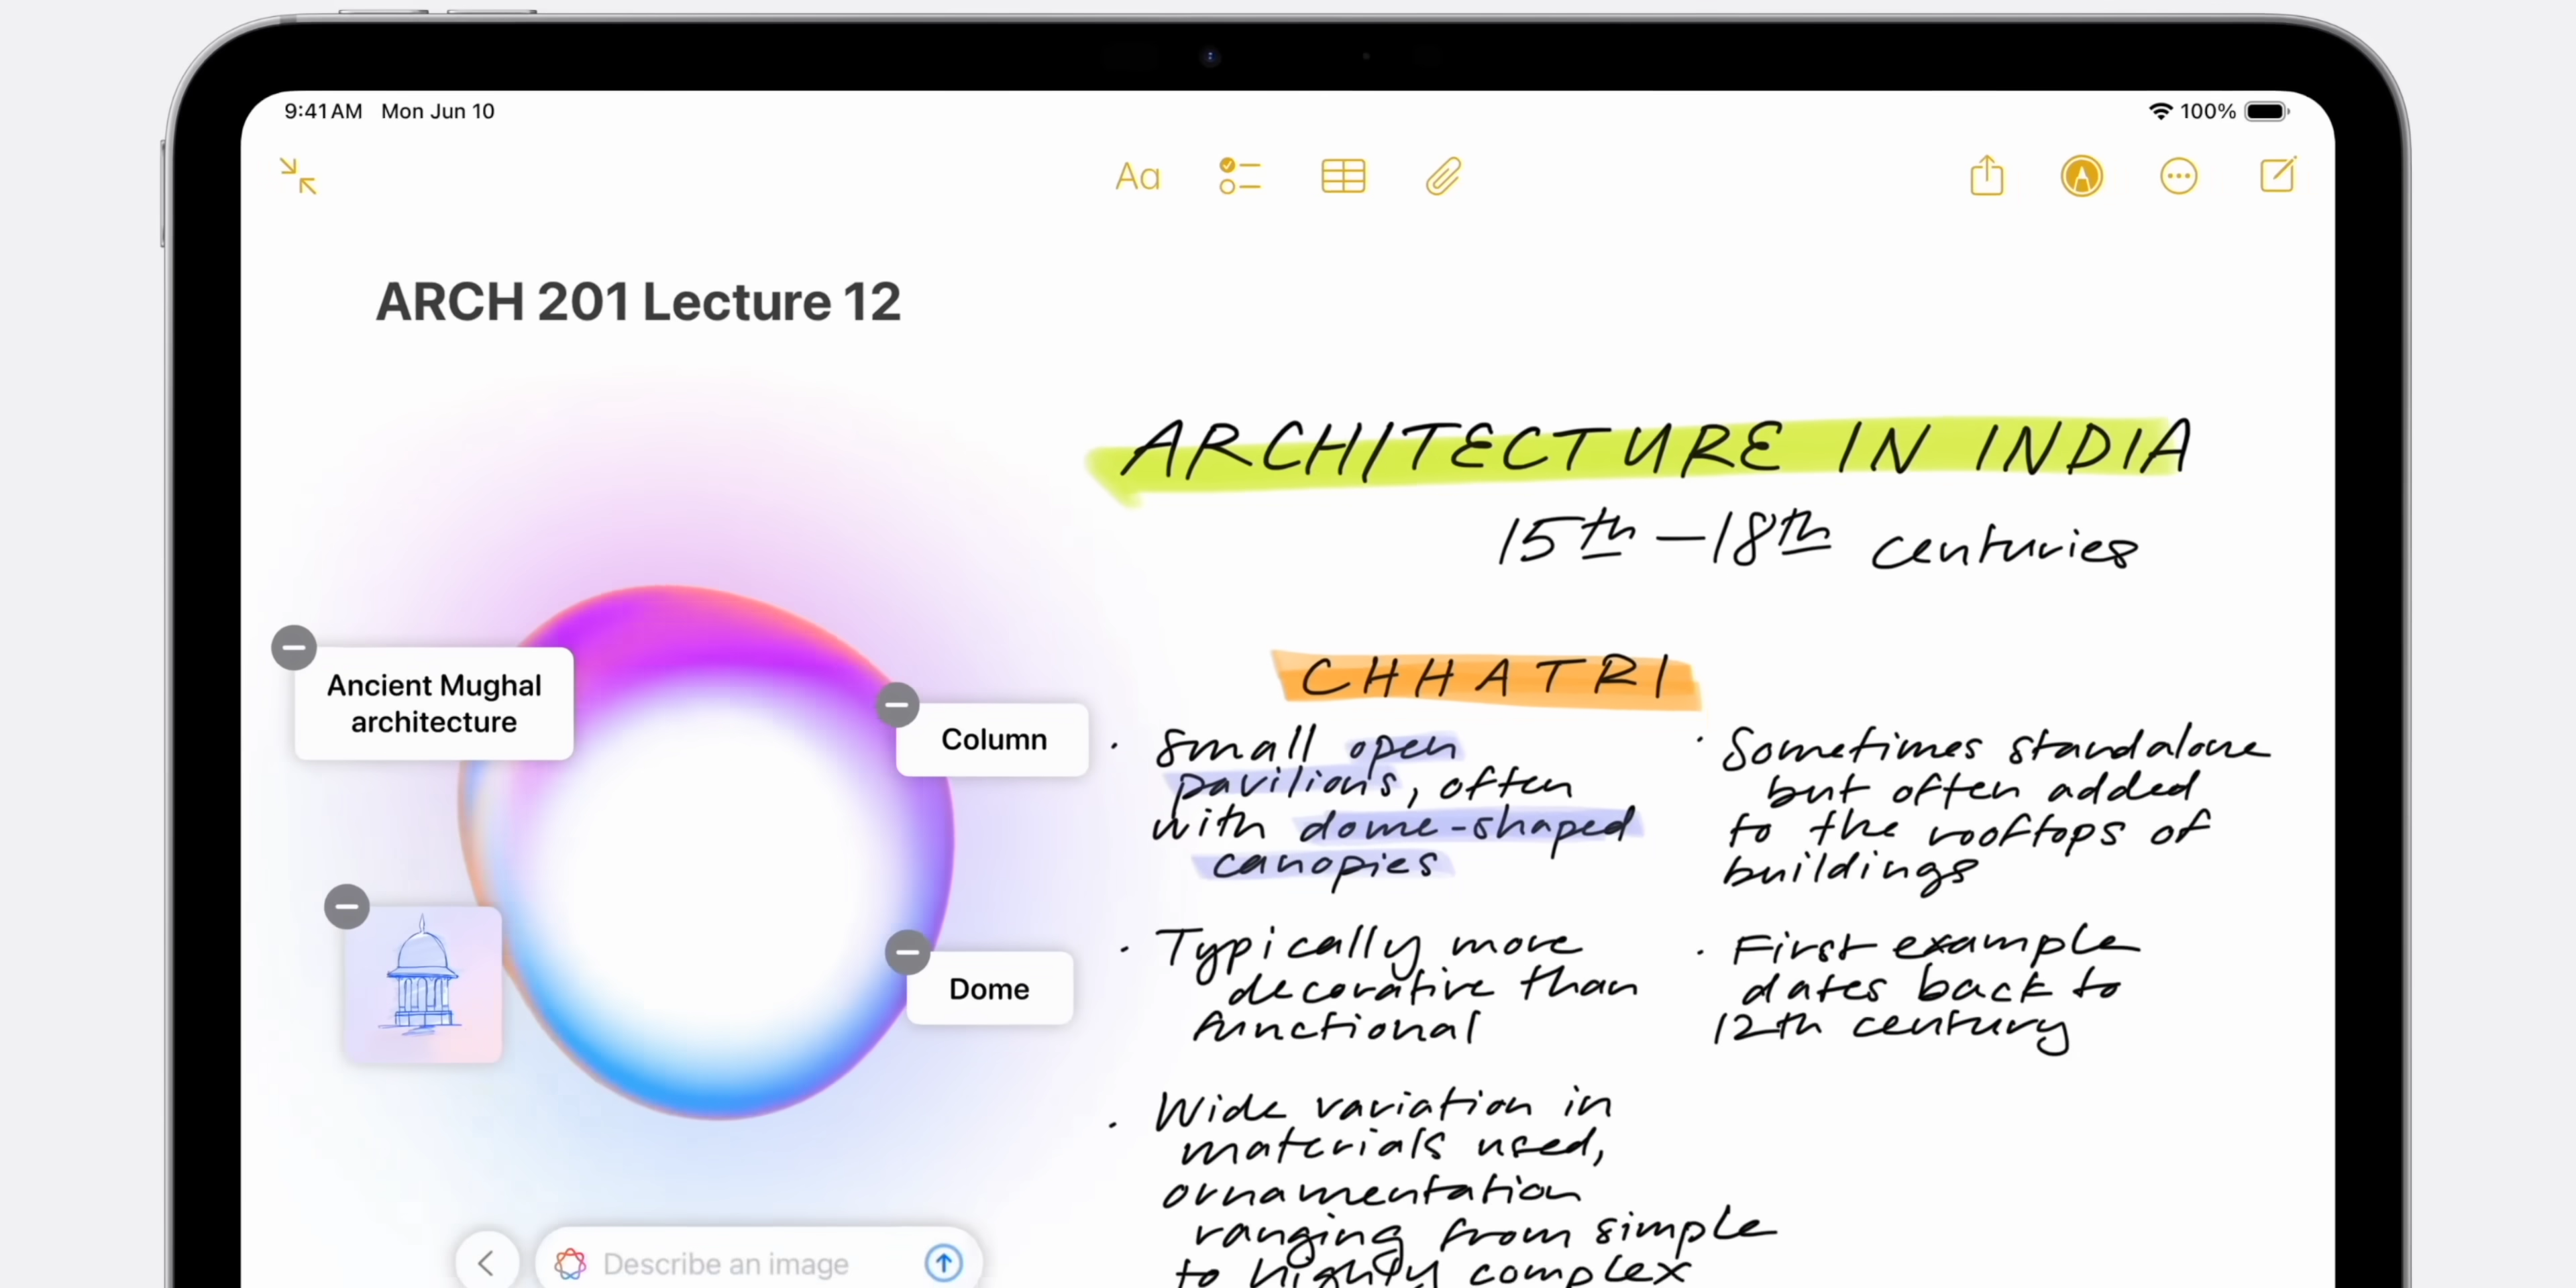 9:41 AM Mon Jun 10
100%
Aa
ARCH 201 Lecture 12
ARCHITECTURE IN INDIA
15th – 18th centuries
Ancient Mughal
architecture
Column
Dome
Describe an image
CHHATRI
· Small open
pavilions, often
with dome-shaped
canopies
· Typically more
decorative than
functional
· Wide variation in
materials used,
ornamentation
ranging from simple
to highly complex
· Sometimes standalone
but often added
to the rooftops of
buildings
· First example
dates back to
12th century